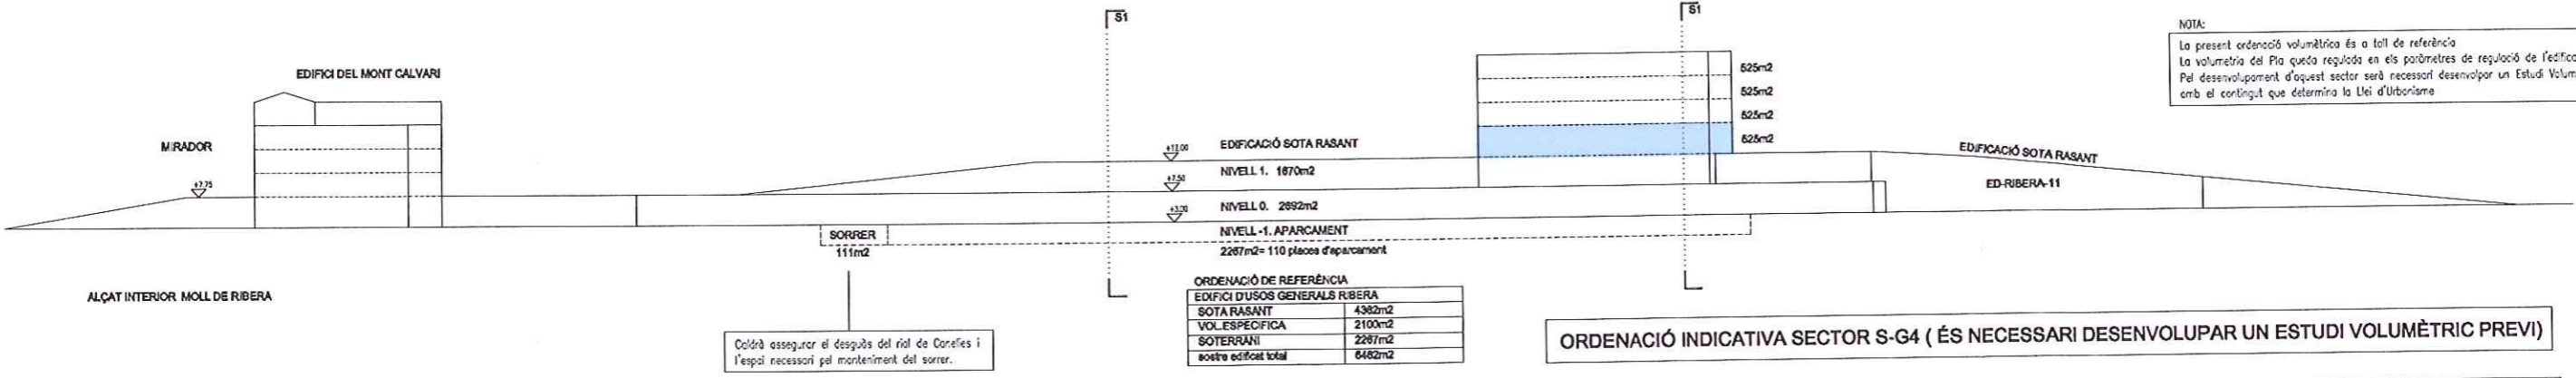 S1
S1
NOTA:
La present ordenació volumètrica és a tall de referència
La volumetria del Pla queda regulada en els paràmetres de regulació de l'edifica
Pel desenvolupament d'aquest sector serà necessari desenvolpar un Estudi Volum
amb el contingut que determina la Llei d'Urbanisme
EDIFICI DEL MONT CALVARI
MIRADOR
+7.75
525m2
525m2
525m2
525m2
+12.00
EDIFICACIÓ SOTA RASANT
NIVELL 1. 1670m2
+7.50
NIVELL 0. 2692m2
+3.00
NIVELL -1. APARCAMENT
2267m2= 110 places d'aparcament
EDIFICACIÓ SOTA RASANT
ED-RIBERA-11
SORRER
111m2
ALÇAT INTERIOR MOLL DE RIBERA
Caldrà assegurar el desguàs del rial de Canelles i
l'espai necessari pel manteniment del sorrer.
ORDENACIÓ DE REFERÈNCIA
EDIFICI D'USOS GENERALS RIBERA
SOTA RASANT 4362m2
VOL.ESPECIFICA 2100m2
SOTERRANI 2267m2
sostre edificat total 6462m2
ORDENACIÓ INDICATIVA SECTOR S-G4 ( ÉS NECESSARI DESENVOLUPAR UN ESTUDI VOLUMÈTRIC PREVI)